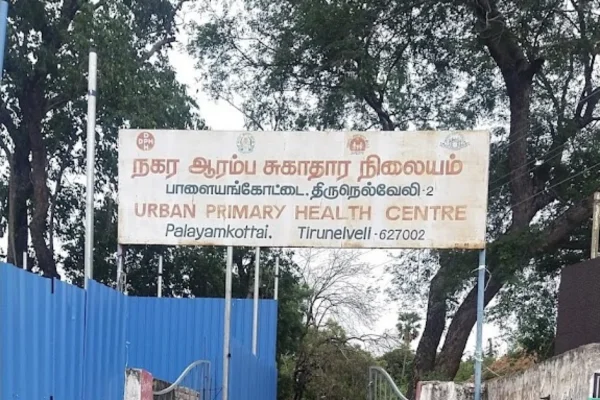 நகர ஆரம்ப சுகாதார நிலையம்
பாளையங்கோட்டை. திருநெல்வேலி -2
URBAN PRIMARY HEALTH CENTRE
Palayamkottai. Tirunelveli - 627002